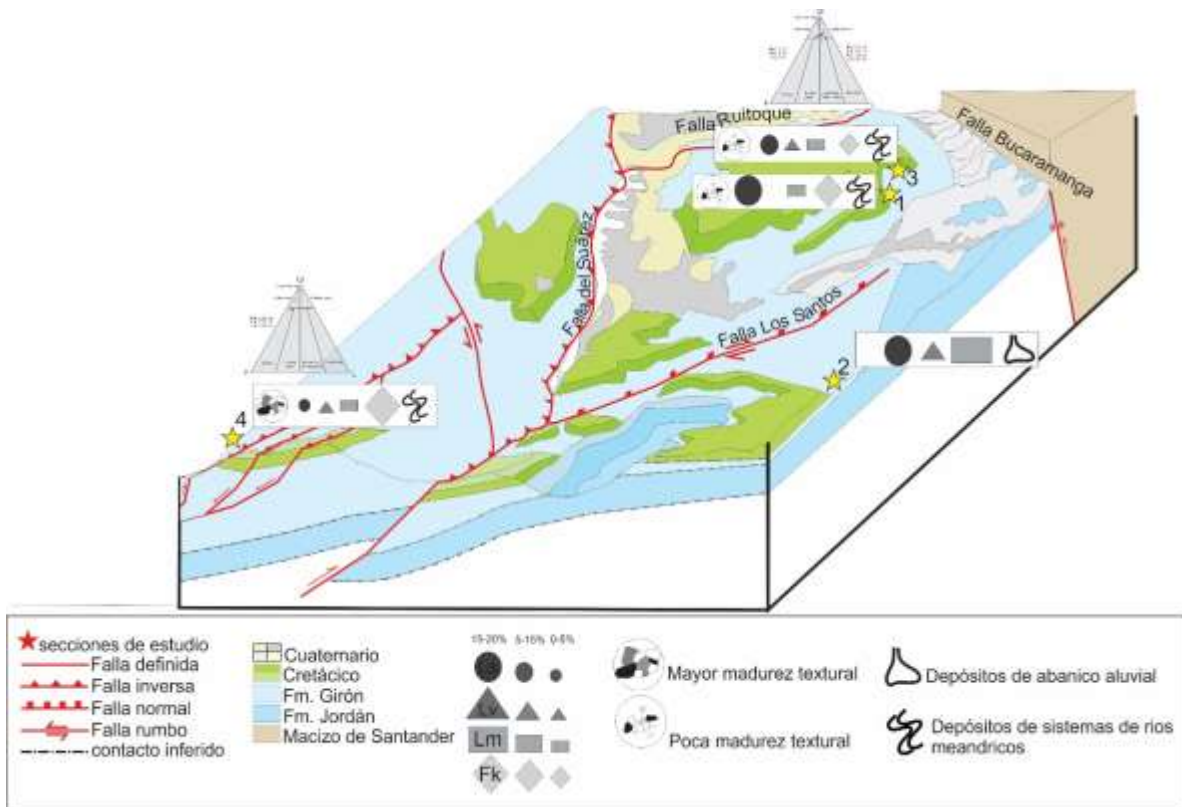 Falla Ruitoque
Falla Bucaramanga
3
1
Falla del Suárez
Falla Los Santos
2
4
secciones de estudio
Falla definida
Falla inversa
Falla normal
Falla rumbo
contacto inferido
Cuaternario
Cretácico
Fm. Girón
Fm. Jordán
Macizo de Santander
15-20% 5-15% 0-5%
Lv
Lm
Fk
Mayor madurez textural
Poca madurez textural
Depósitos de abanico aluvial
Depósitos de sistemas de rios
meandricos